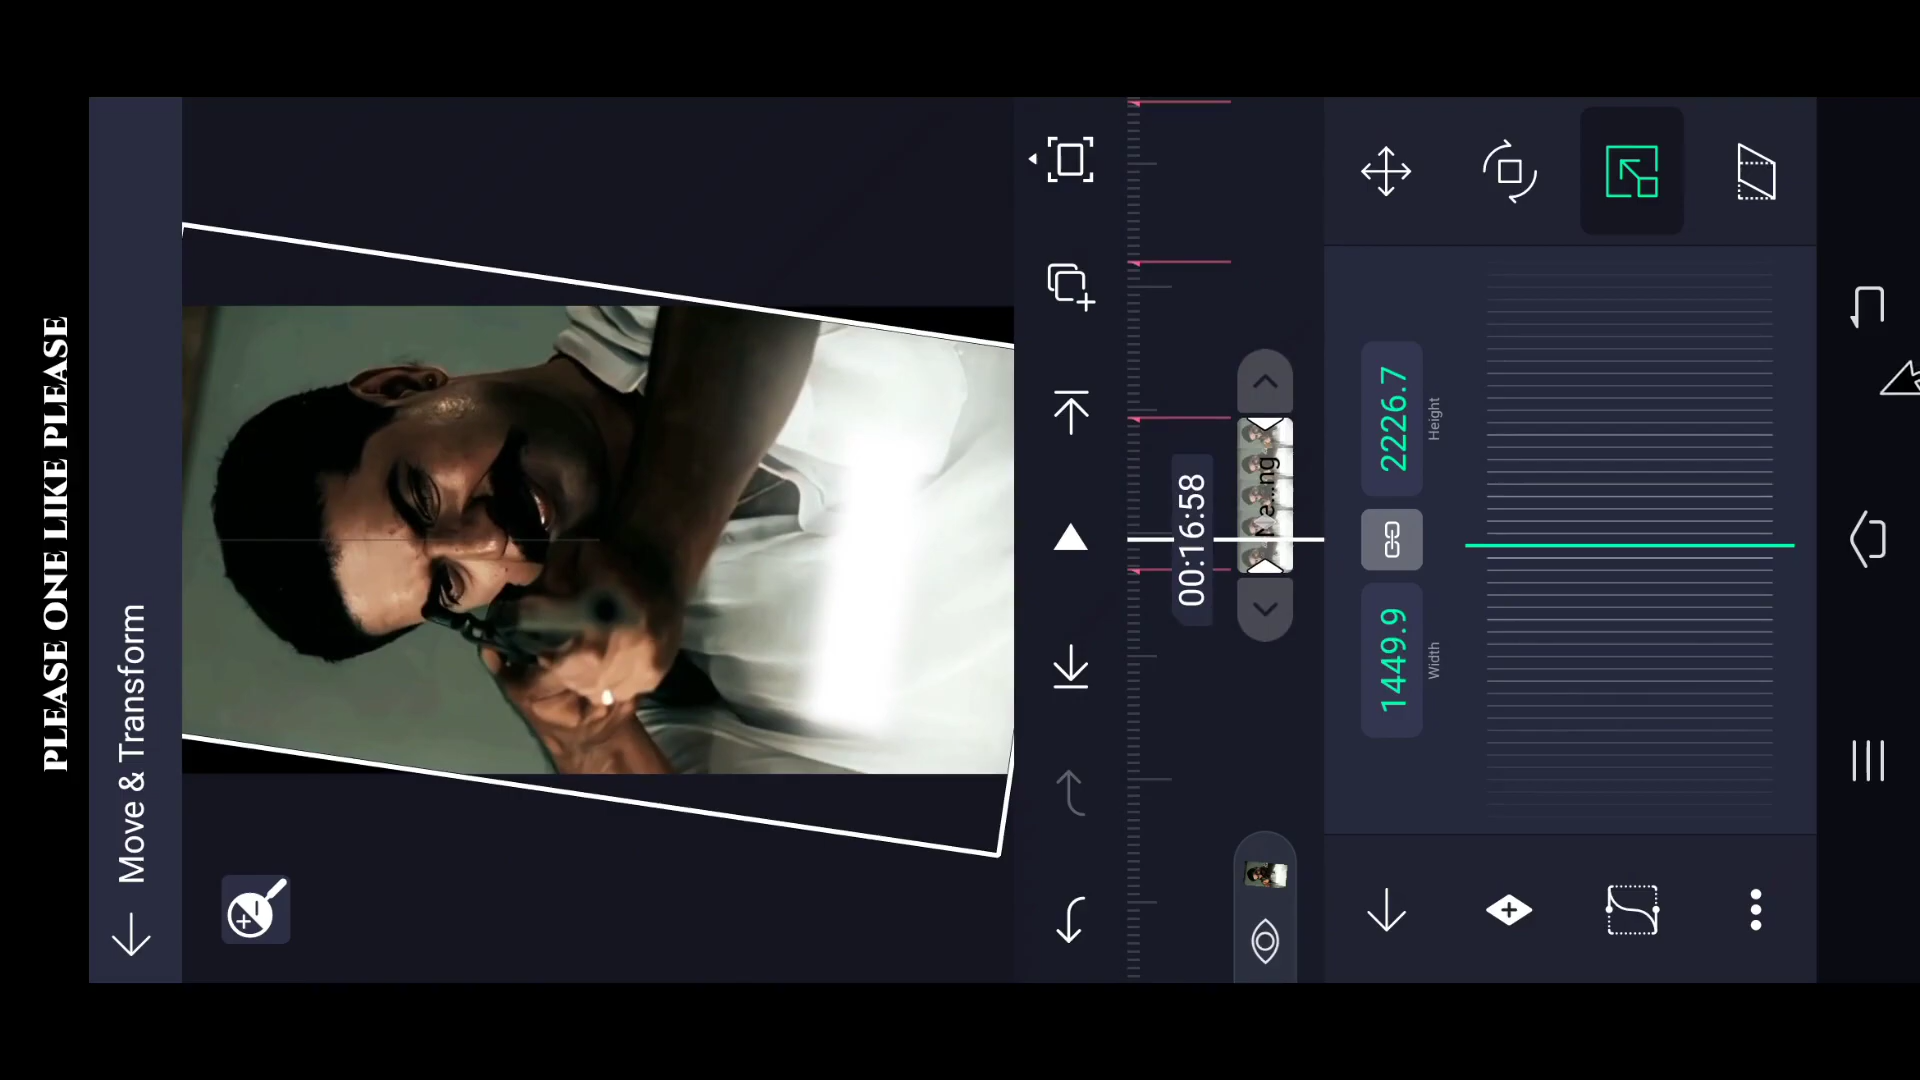 PLEASE ONE LIKE PLEASE
Move & Transform
00:16:58
1449.9
Width
2226.7
Height